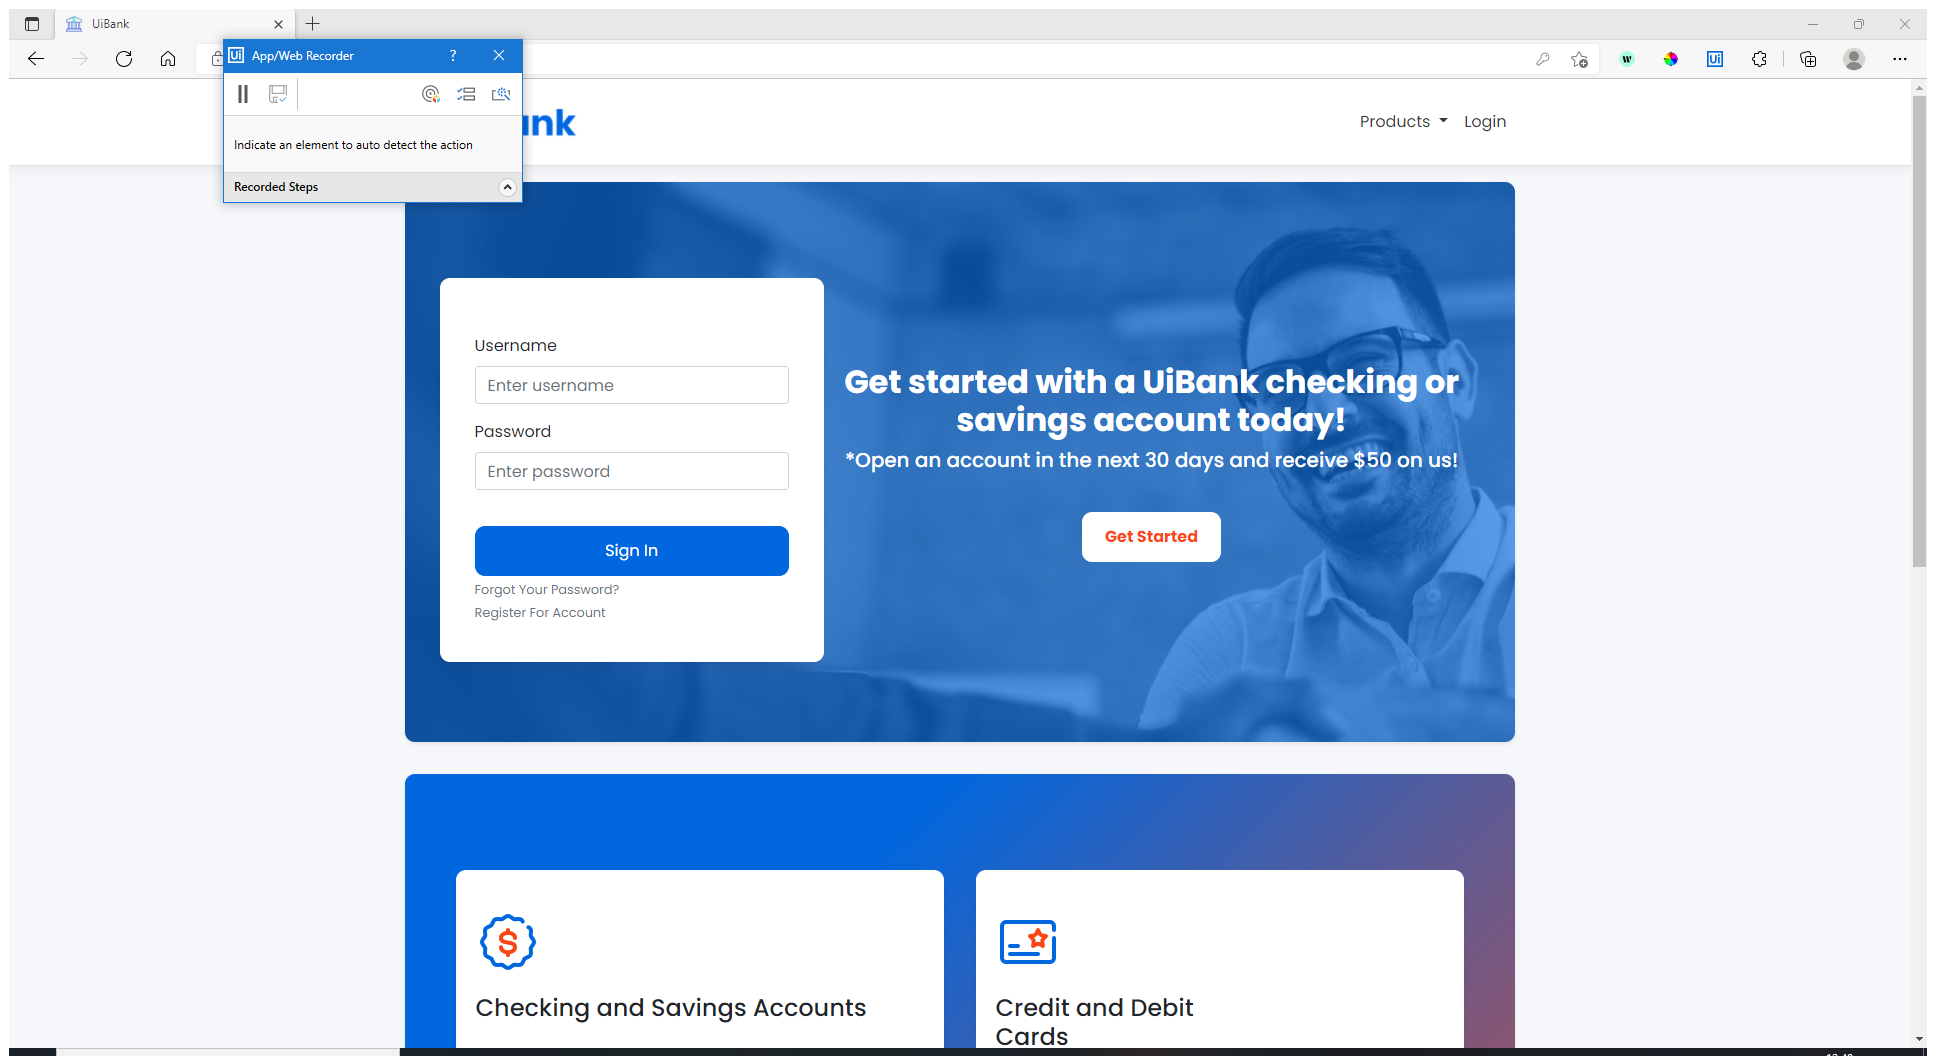 UiBank
Ui App/Web Recorder ?
Indicate an element to auto detect the action
Recorded Steps
Products Login
Username
Enter username
Password
Enter password
Sign In
Forgot Your Password?
Register For Account
Get started with a UiBank checking or
savings account today!
*Open an account in the next 30 days and receive $50 on us!
Get Started
Checking and Savings Accounts
Credit and Debit
Cards